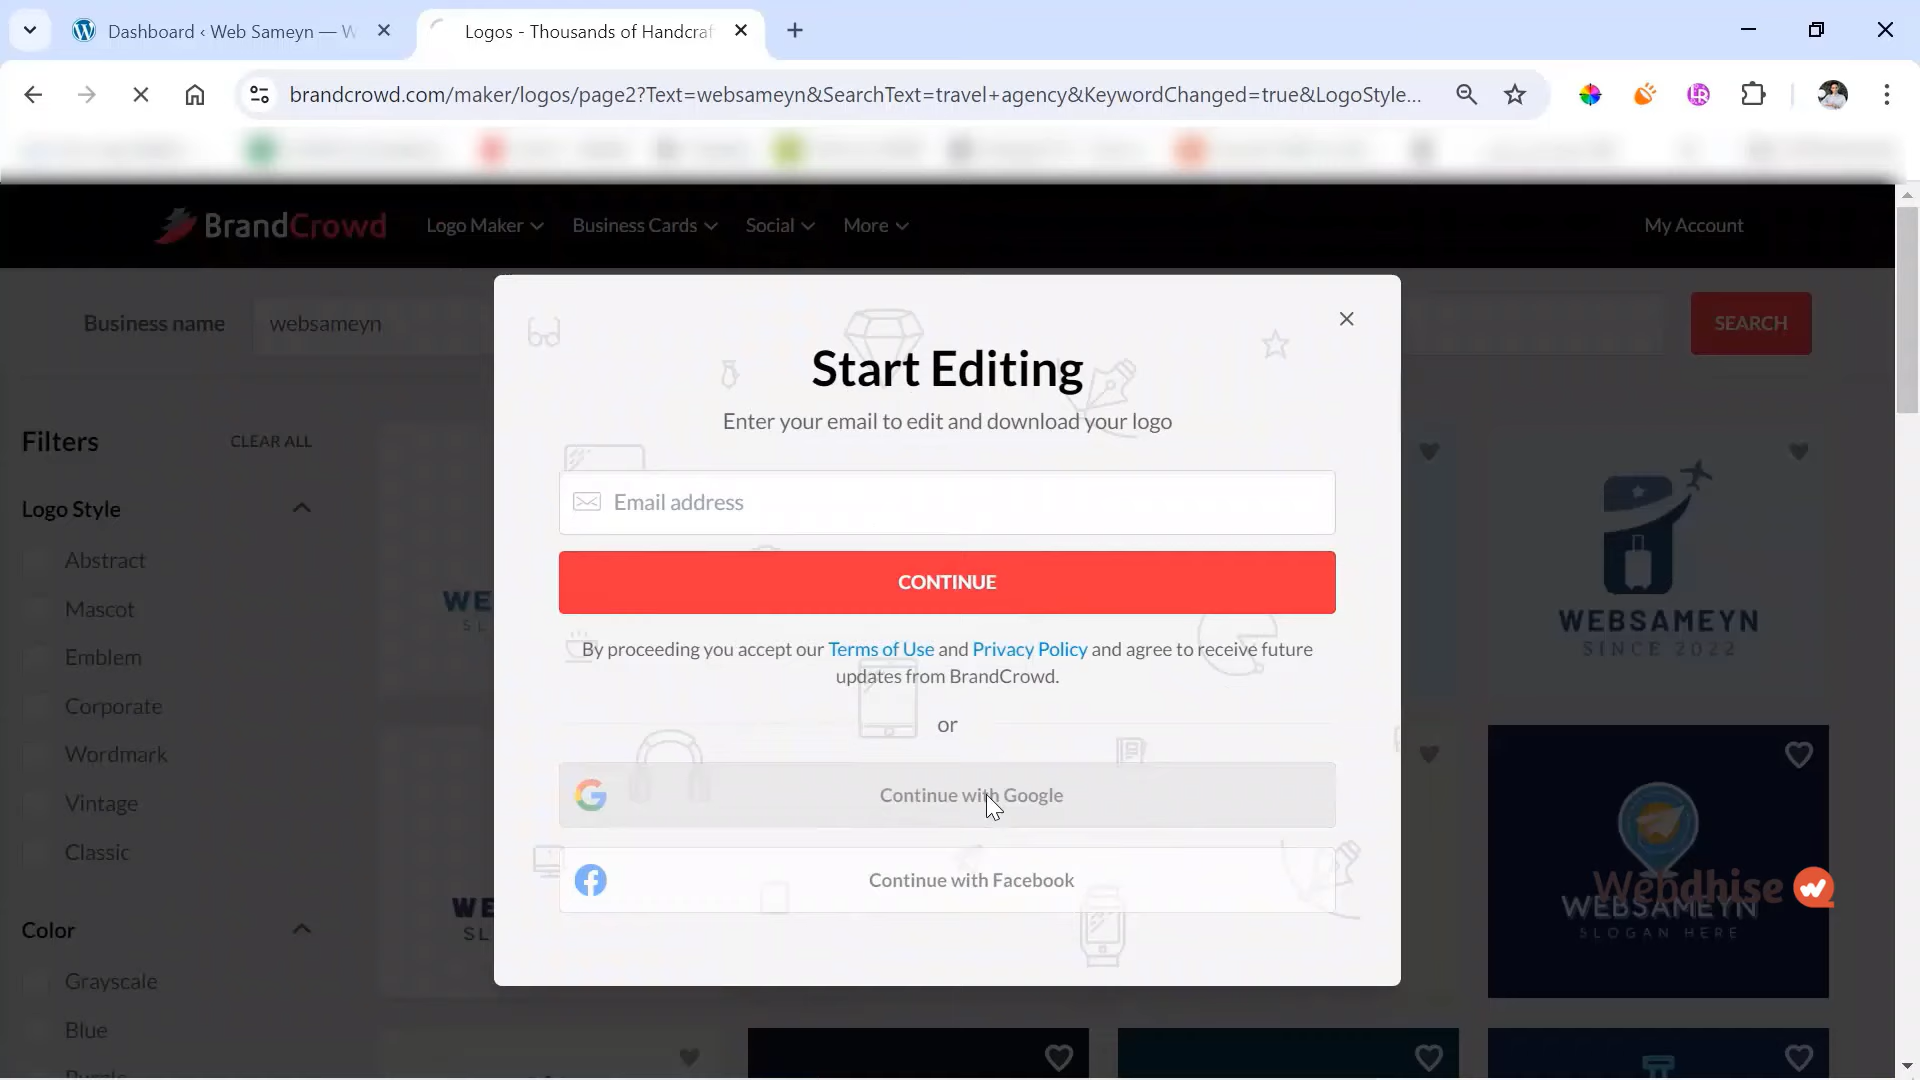 Dashboard ‹ Web Sameyn — W
Logos - Thousands of Handcraf
brandcrowd.com/maker/logos/page2?Text=websameyn&SearchText=travel+agency&KeywordChanged=true&LogoStyle...
BrandCrowd
Logo Maker
Business Cards
Social
More
My Account
Business name
websameyn
SEARCH
Start Editing
Enter your email to edit and download your logo
Email address
CONTINUE
By proceeding you accept our Terms of Use and Privacy Policy and agree to receive future
updates from BrandCrowd.
or
Continue with Google
Continue with Facebook
Filters
CLEAR ALL
Logo Style
Abstract
Mascot
Emblem
Corporate
Wordmark
Vintage
Classic
Color
Grayscale
Blue
WE
SL
WE
SL
WEBSAMEYN
SINCE 2022
Webdhise
WEBSAMEYN
SLOGAN HERE